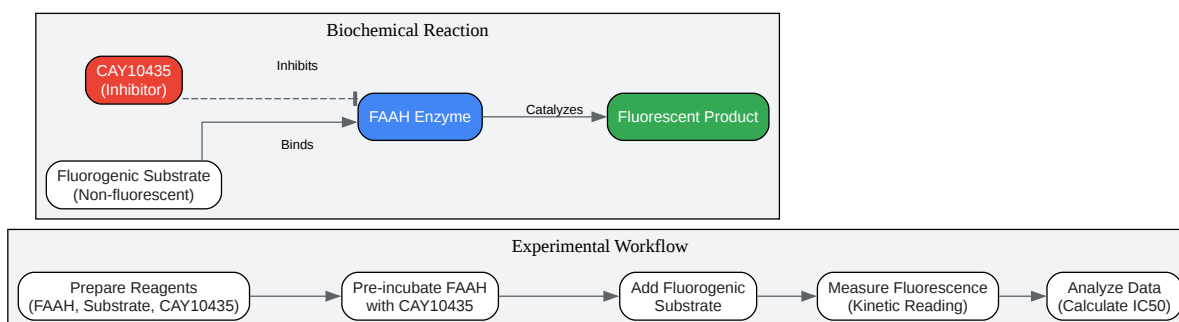 Biochemical Reaction
CAY10435
(Inhibitor)
Inhibits
FAAH Enzyme
Catalyzes
Fluorescent Product
Binds
Fluorogenic Substrate
(Non-fluorescent)
Experimental Workflow
Prepare Reagents
(FAAH, Substrate, CAY10435)
Pre-incubate FAAH
with CAY10435
Add Fluorogenic
Substrate
Measure Fluorescence
(Kinetic Reading)
Analyze Data
(Calculate IC50)